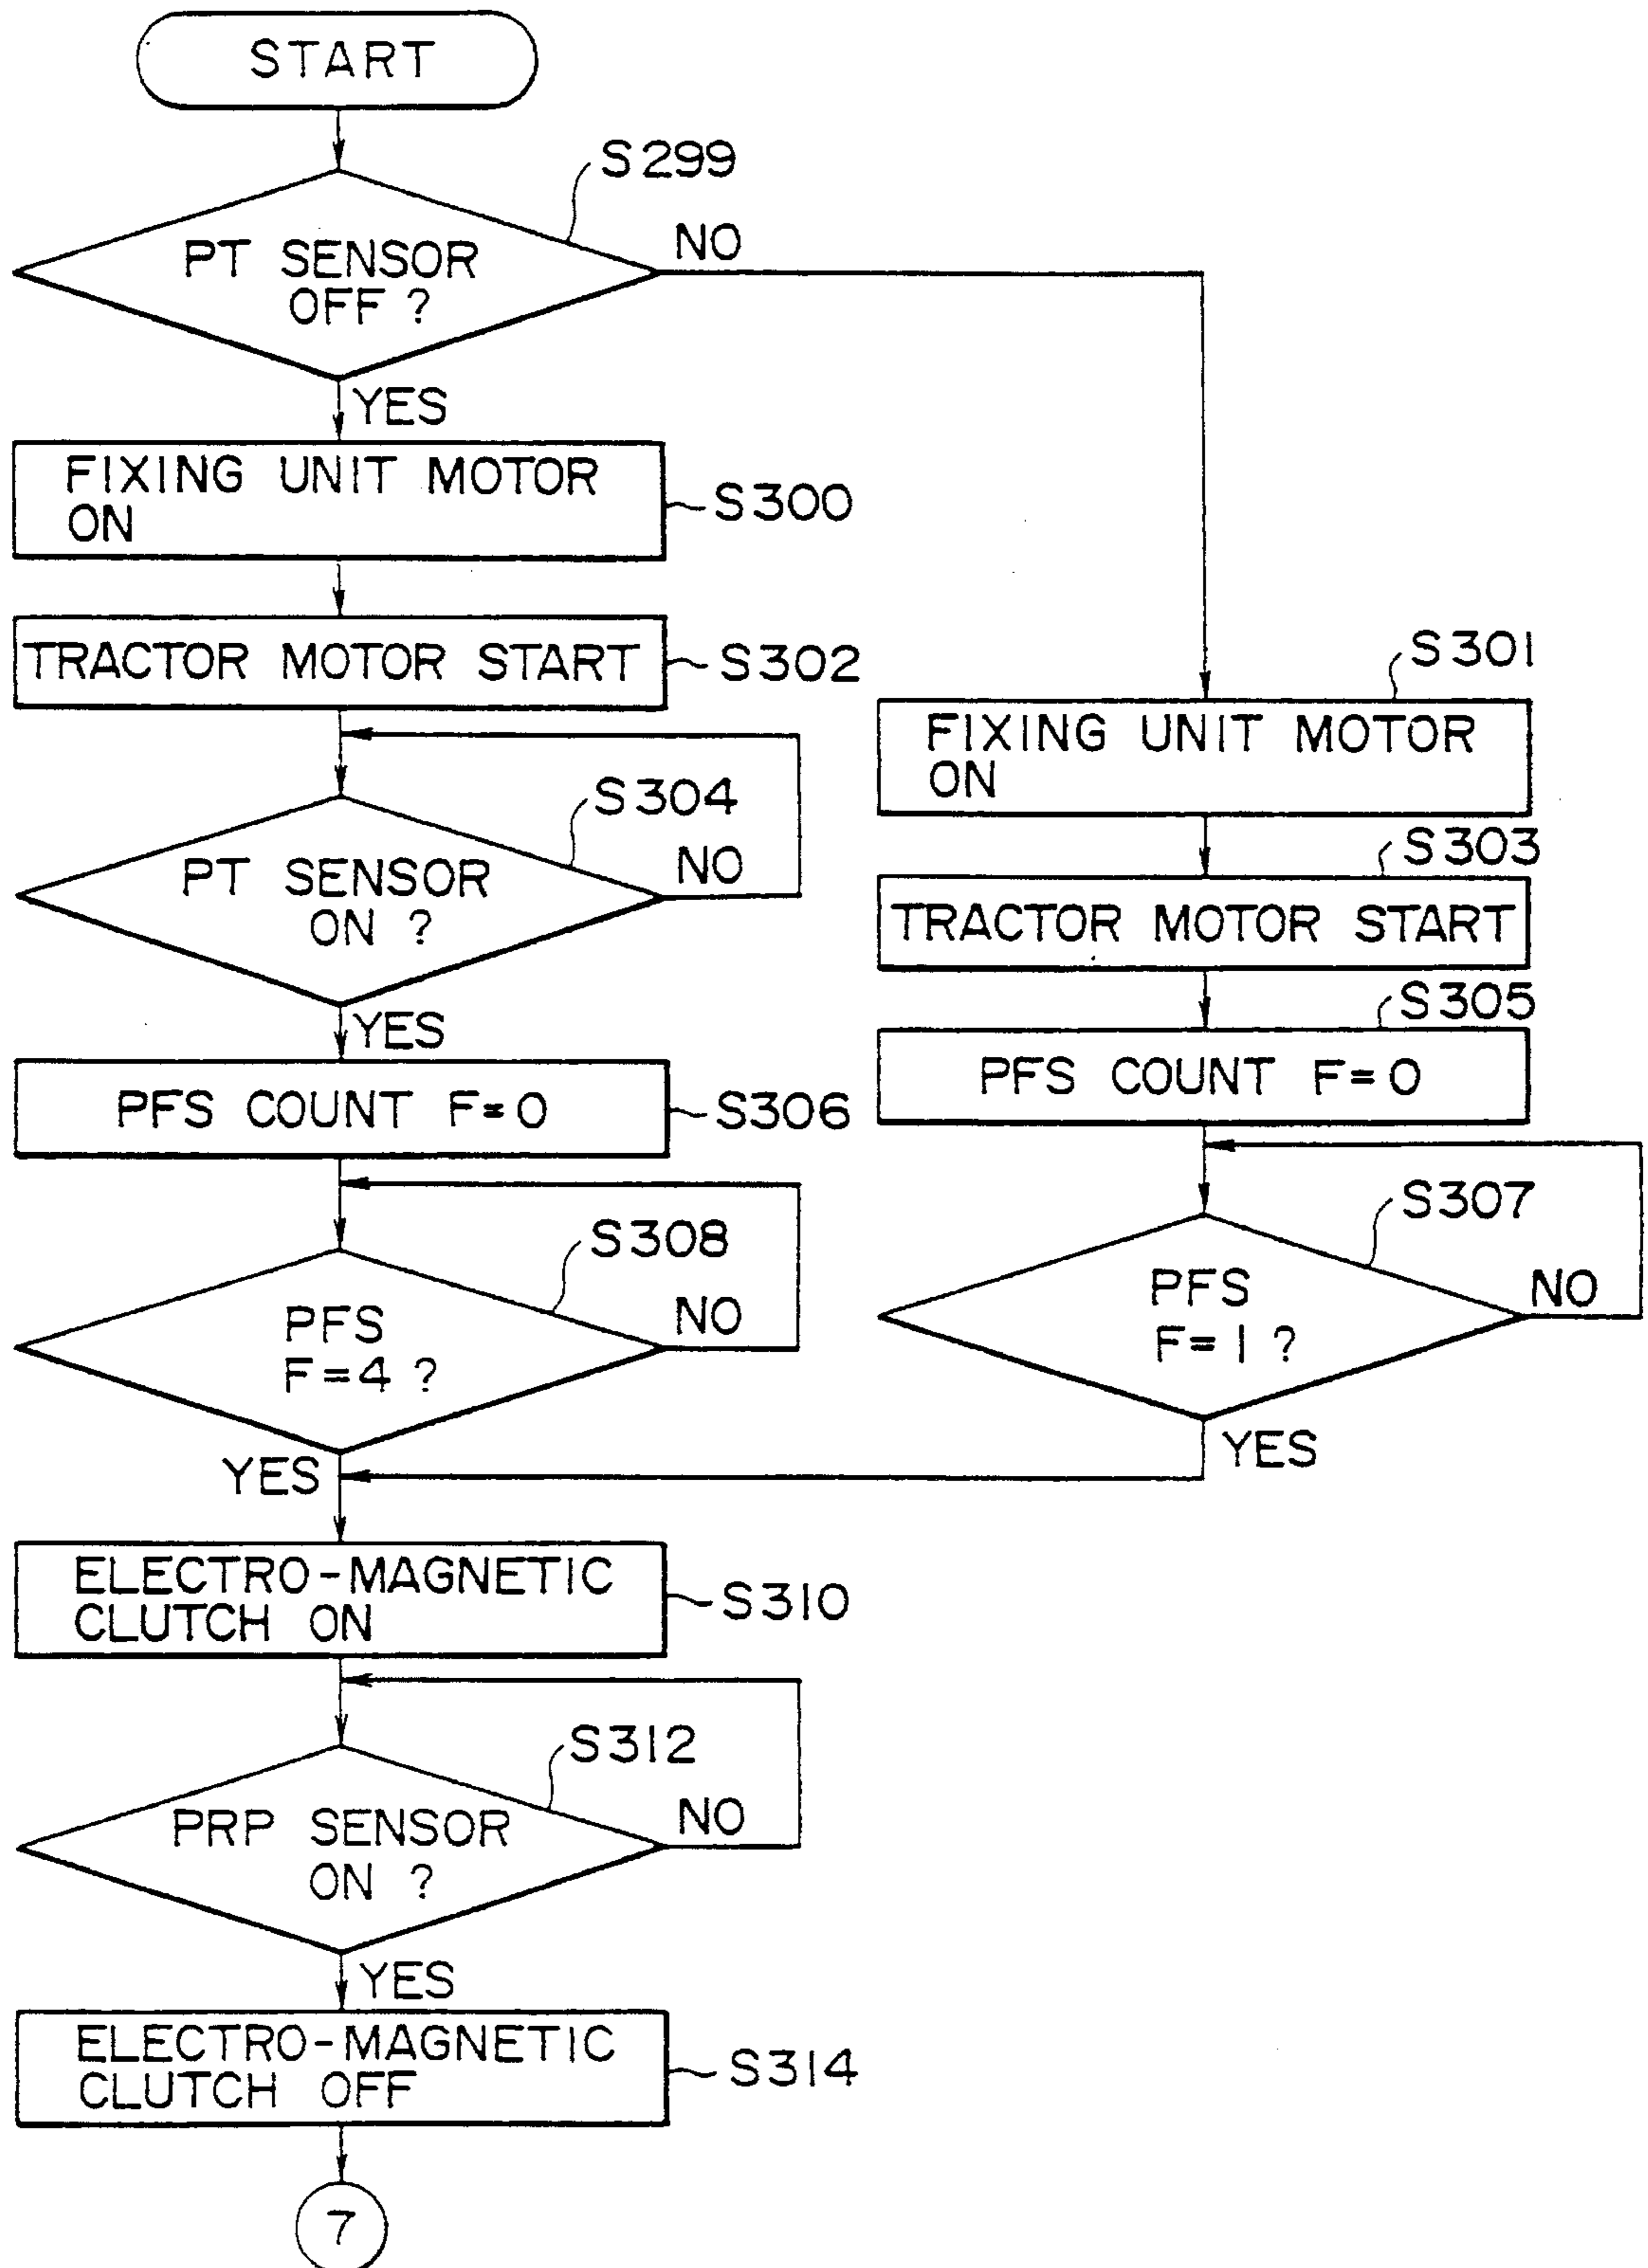 START
S299
PT SENSOR
OFF ?
NO
YES
FIXING UNIT MOTOR
ON
S300
TRACTOR MOTOR START
S302
S304
PT SENSOR
ON ?
NO
YES
PFS COUNT F=0
S306
S308
PFS
F=4 ?
NO
YES
S301
FIXING UNIT MOTOR
ON
S303
TRACTOR MOTOR START
S305
PFS COUNT F=0
S307
PFS
F=1 ?
NO
YES
ELECTRO-MAGNETIC
CLUTCH ON
S310
S312
PRP SENSOR
ON ?
NO
YES
ELECTRO-MAGNETIC
CLUTCH OFF
S314
7